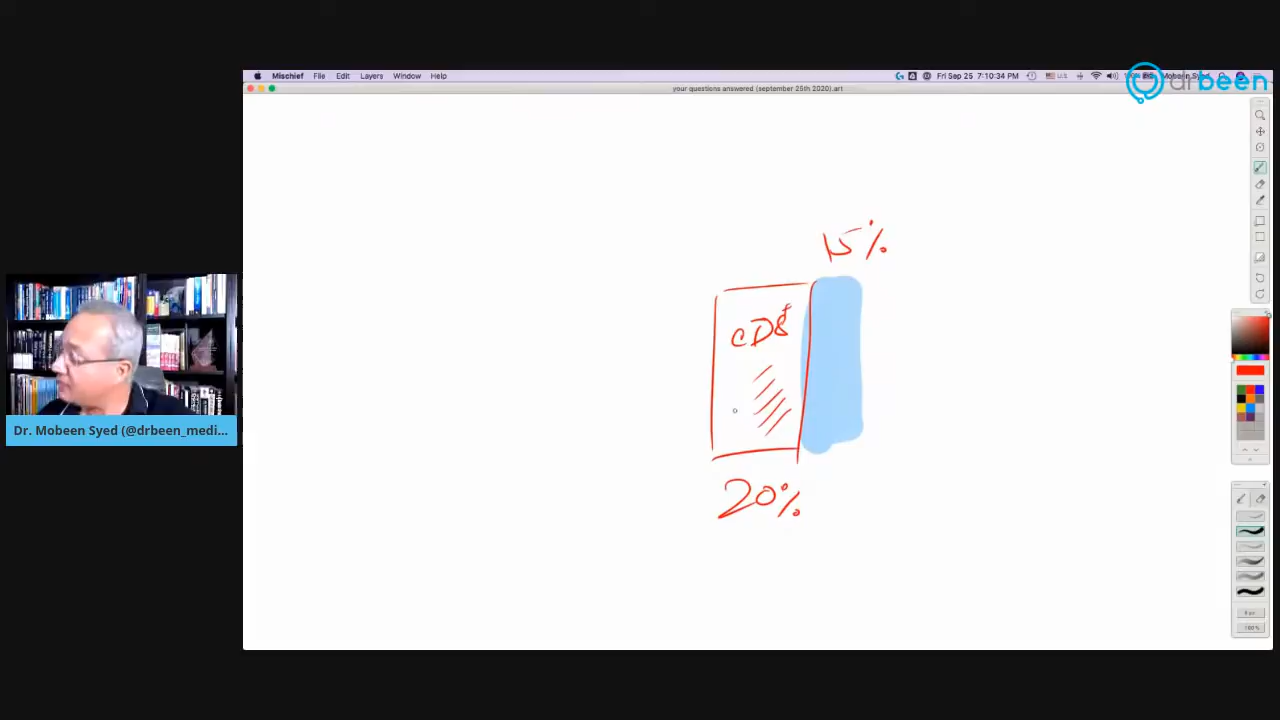 Mischief File Edit Layers Window Help
Fri Sep 25 7:10:34 PM
your questions answered (september 25th 2020).art
drbeen
15%
CD8+
20%
Dr. Mobeen Syed (@drbeen_medi...